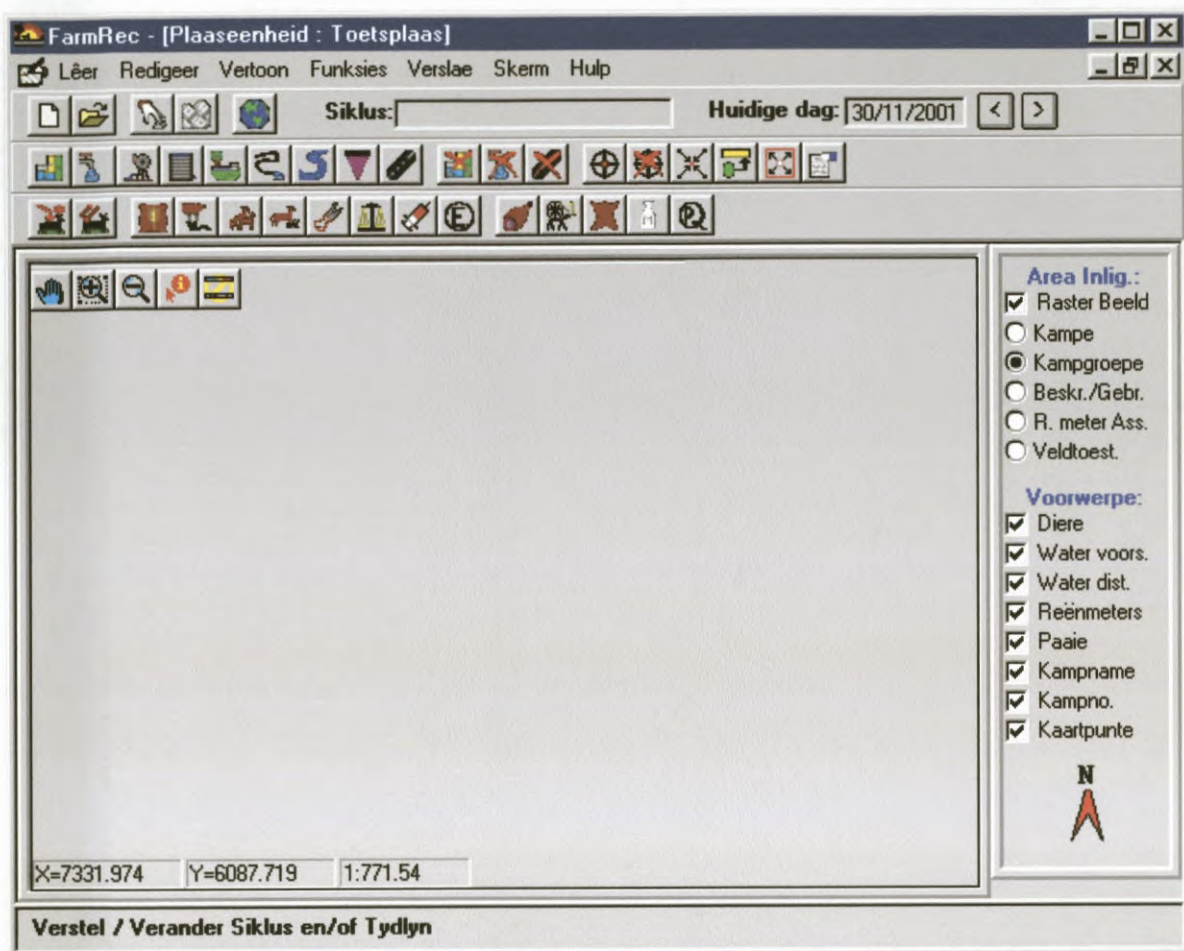 FarmRec - [Plaaseenheid : Toetsplaas]
Lêer Redigeer Vertoon Funksies Verslae Skerm Hulp
Siklus: Huidige dag: 30/11/2001 < >
Area Inlig.:
Raster Beeld
Kampe
Kampgroepe
Beskr./Gebr.
R. meter Ass.
Veldtoest.
Voorwerpe:
Diere
Water voors.
Water dist.
Reënmeters
Paaie
Kampname
Kampno.
Kaartpunte
N
X=7331.974 Y=6087.719 1:771.54
Verstel / Verander Siklus en/of Tydlyn